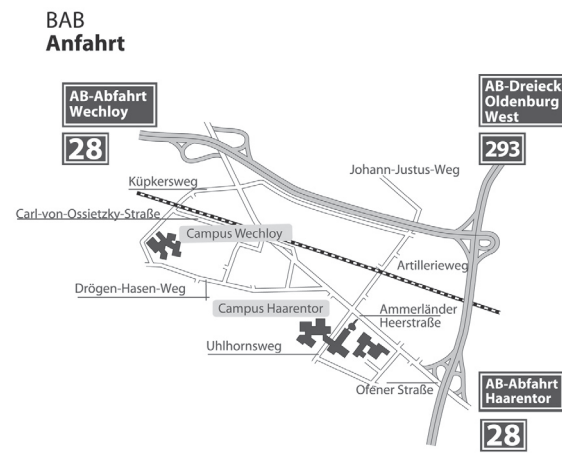 BAB
Anfahrt
AB-Abfahrt
Wechloy
28
AB-Dreieck
Oldenburg
West
293
Johann-Justus-Weg
Küpkersweg
Carl-von-Ossietzky-Straße
Campus Wechloy
Artillerieweg
Drögen-Hasen-Weg
Campus Haarentor
Ammerländer
Heerstraße
Uhlhornsweg
Ofener Straße
AB-Abfahrt
Haarentor
28